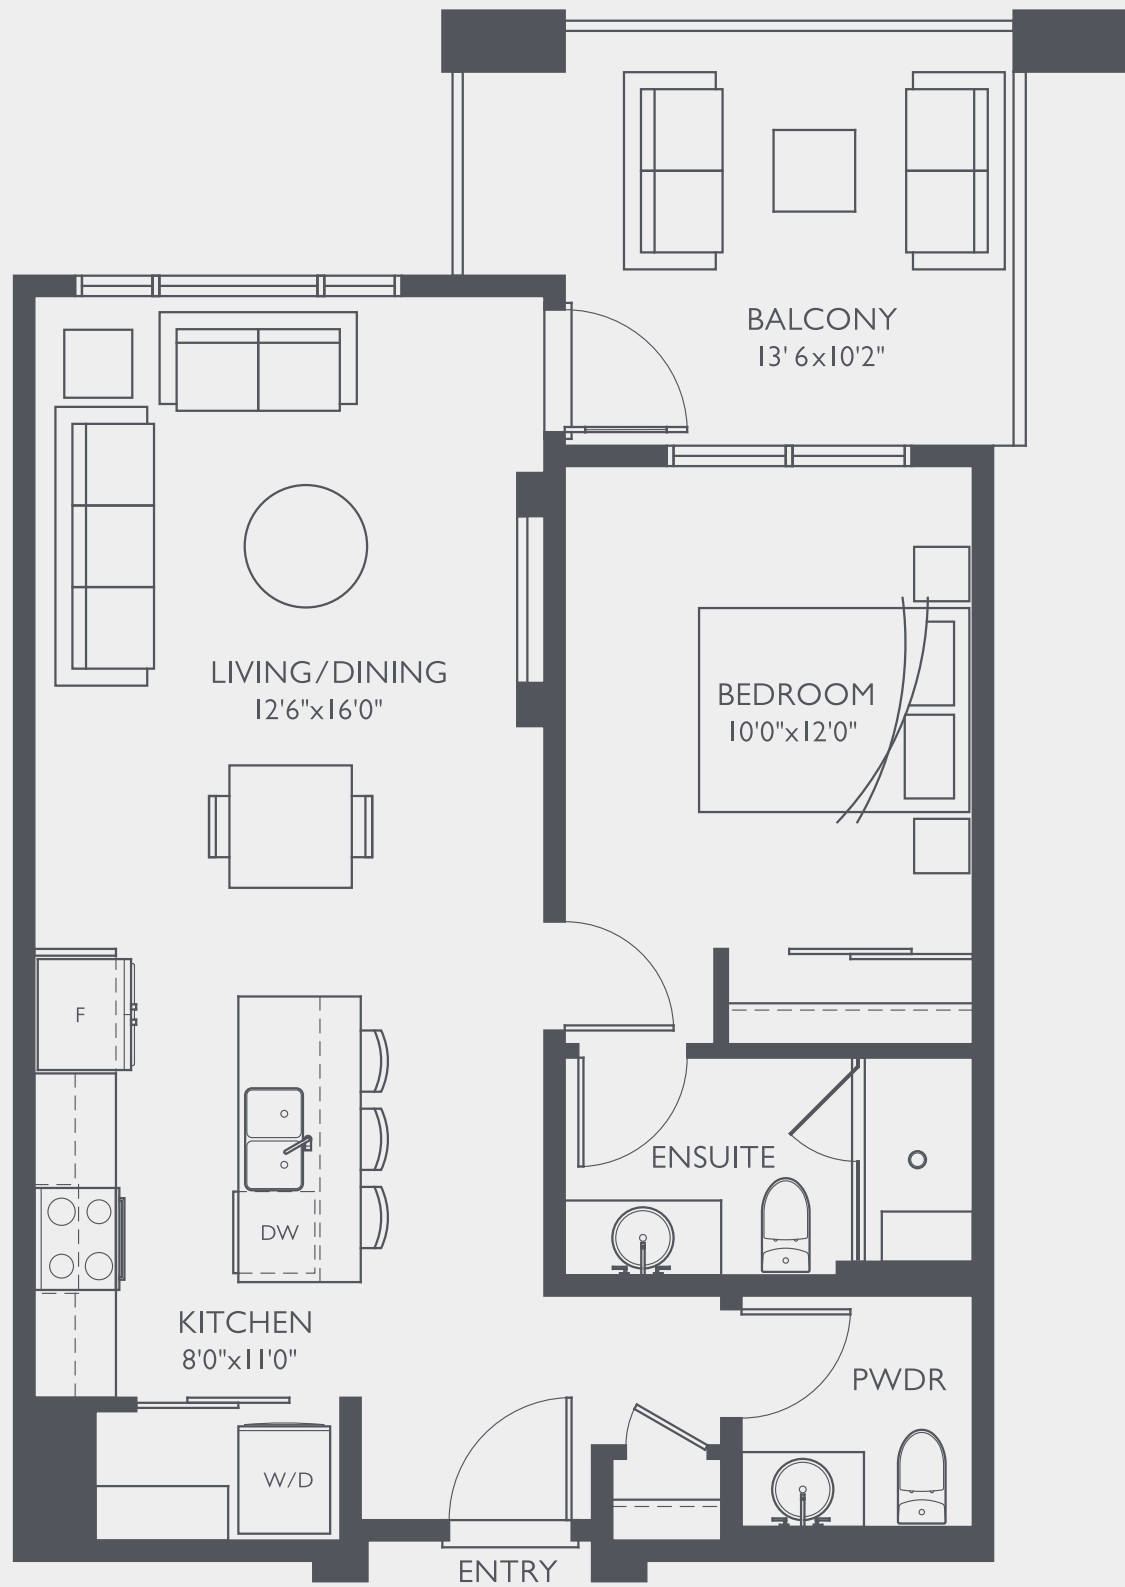 BALCONY
13' 6x10'2"
LIVING/DINING
12'6"x16'0"
BEDROOM
10'0"x12'0"
F
ENSUITE
DW
KITCHEN
8'0"x11'0"
PWDR
W/D
ENTRY